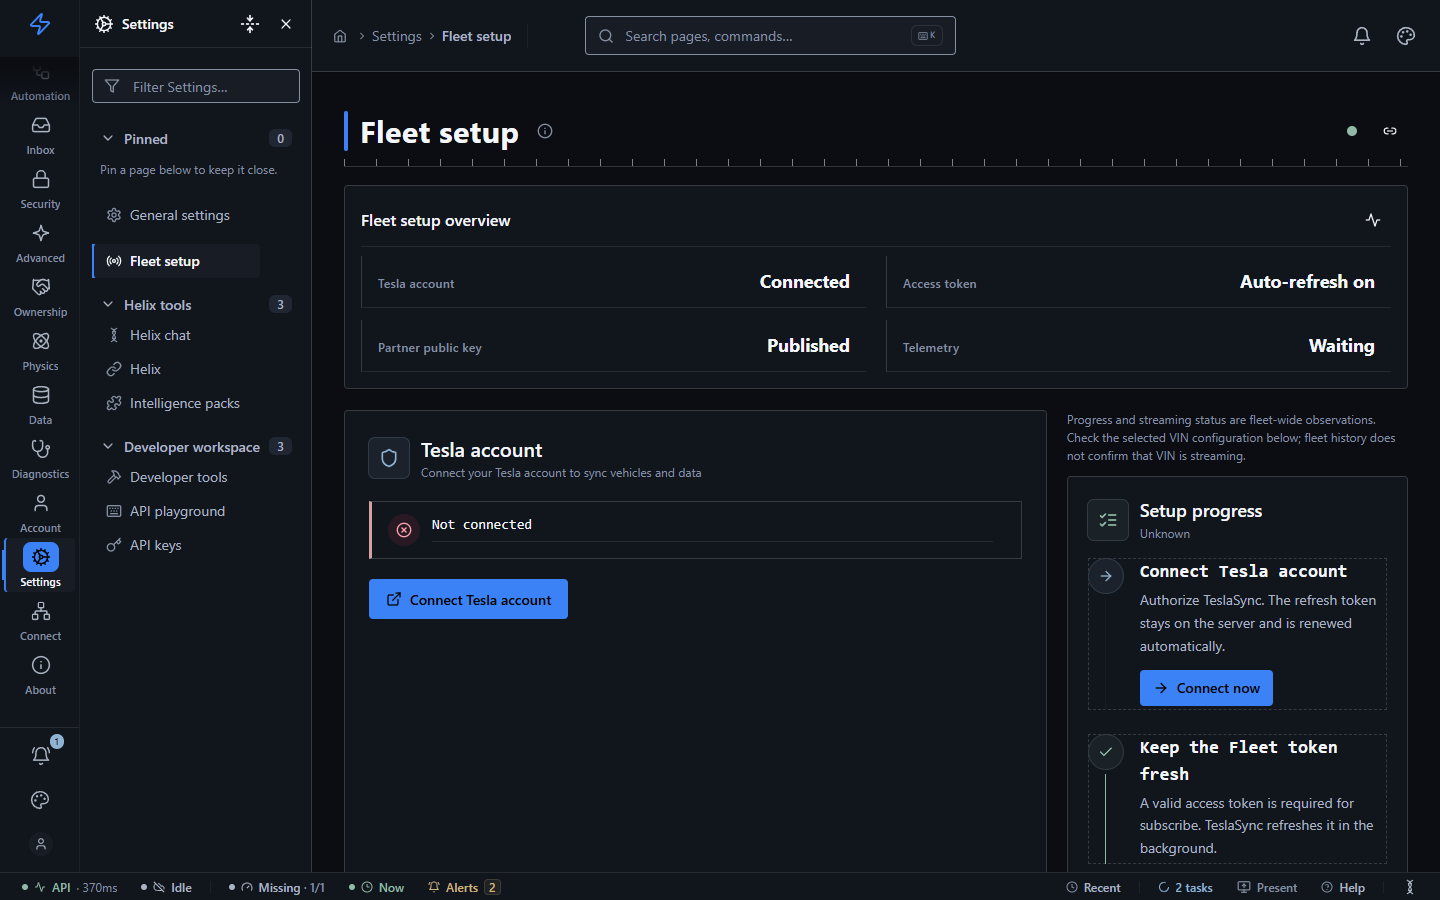 Settings
Automation
Inbox
Security
Advanced
Ownership
Physics
Data
Diagnostics
Account
Settings
Connect
About
1
Filter Settings...
Pinned
0
Pin a page below to keep it close.
General settings
Fleet setup
Helix tools
3
Helix chat
Helix
Intelligence packs
Developer workspace
3
Developer tools
API playground
API keys
Settings
Fleet setup
Search pages, commands...
K
Fleet setup
Fleet setup overview
Tesla account
Connected
Access token
Auto-refresh on
Partner public key
Published
Telemetry
Waiting
Tesla account
Connect your Tesla account to sync vehicles and data
Not connected
Connect Tesla account
Progress and streaming status are fleet-wide observations.
Check the selected VIN configuration below; fleet history does
not confirm that VIN is streaming.
Setup progress
Unknown
Connect Tesla account
Authorize TeslaSync. The refresh token
stays on the server and is renewed
automatically.
Connect now
Keep the Fleet token
fresh
A valid access token is required for
subscribe. TeslaSync refreshes it in the
background.
API · 370ms
Idle
Missing · 1/1
Now
Alerts 2
Recent
2 tasks
Present
Help